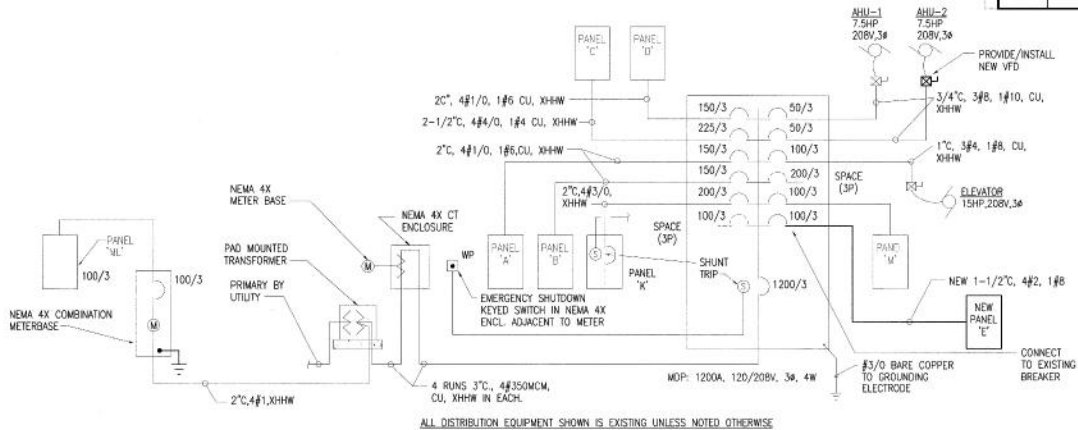 AHU-1
7.5HP
208V,3ø
AHU-2
7.5HP
208V,3ø
PROVIDE/INSTALL
NEW VFD
PANEL
'C'
PANEL
'D'
2C", 4#1/0, 1#6 CU, XHHW
2-1/2"C, 4#4/0, 1#4 CU, XHHW
2"C, 4#1/0, 1#6,CU, XHHW
2"C,4#3/0,
XHHW
150/3
225/3
150/3
150/3
200/3
100/3
50/3
50/3
100/3
200/3
100/3
100/3
3/4"C, 3#8, 1#10, CU,
XHHW
1"C, 3#4, 1#8, CU,
XHHW
SPACE
(3P)
SPACE
(3P)
ELEVATOR
15HP,208V,3ø
NEMA 4X
METER BASE
NEMA 4X CT
ENCLOSURE
M
WP
PANEL
'A'
PANEL
'B'
S
PANEL
'K'
SHUNT
TRIP
S
1200/3
PANEL
'M'
PANEL
'ML'
100/3
100/3
M
PAD MOUNTED
TRANSFORMER
PRIMARY BY
UTILITY
NEMA 4X COMBINATION
METERBASE
EMERGENCY SHUTDOWN
KEYED SWITCH IN NEMA 4X
ENCL. ADJACENT TO METER
NEW 1-1/2"C, 4#2, 1#8
NEW
PANEL
'E'
CONNECT
TO EXISTING
BREAKER
#3/0 BARE COPPER
TO GROUNDING
ELECTRODE
MDP: 1200A, 120/208V, 3ø, 4W
4 RUNS 3"C., 4#350MCM,
CU, XHHW IN EACH.
2"C,4#1,XHHW
ALL DISTRIBUTION EQUIPMENT SHOWN IS EXISTING UNLESS NOTED OTHERWISE